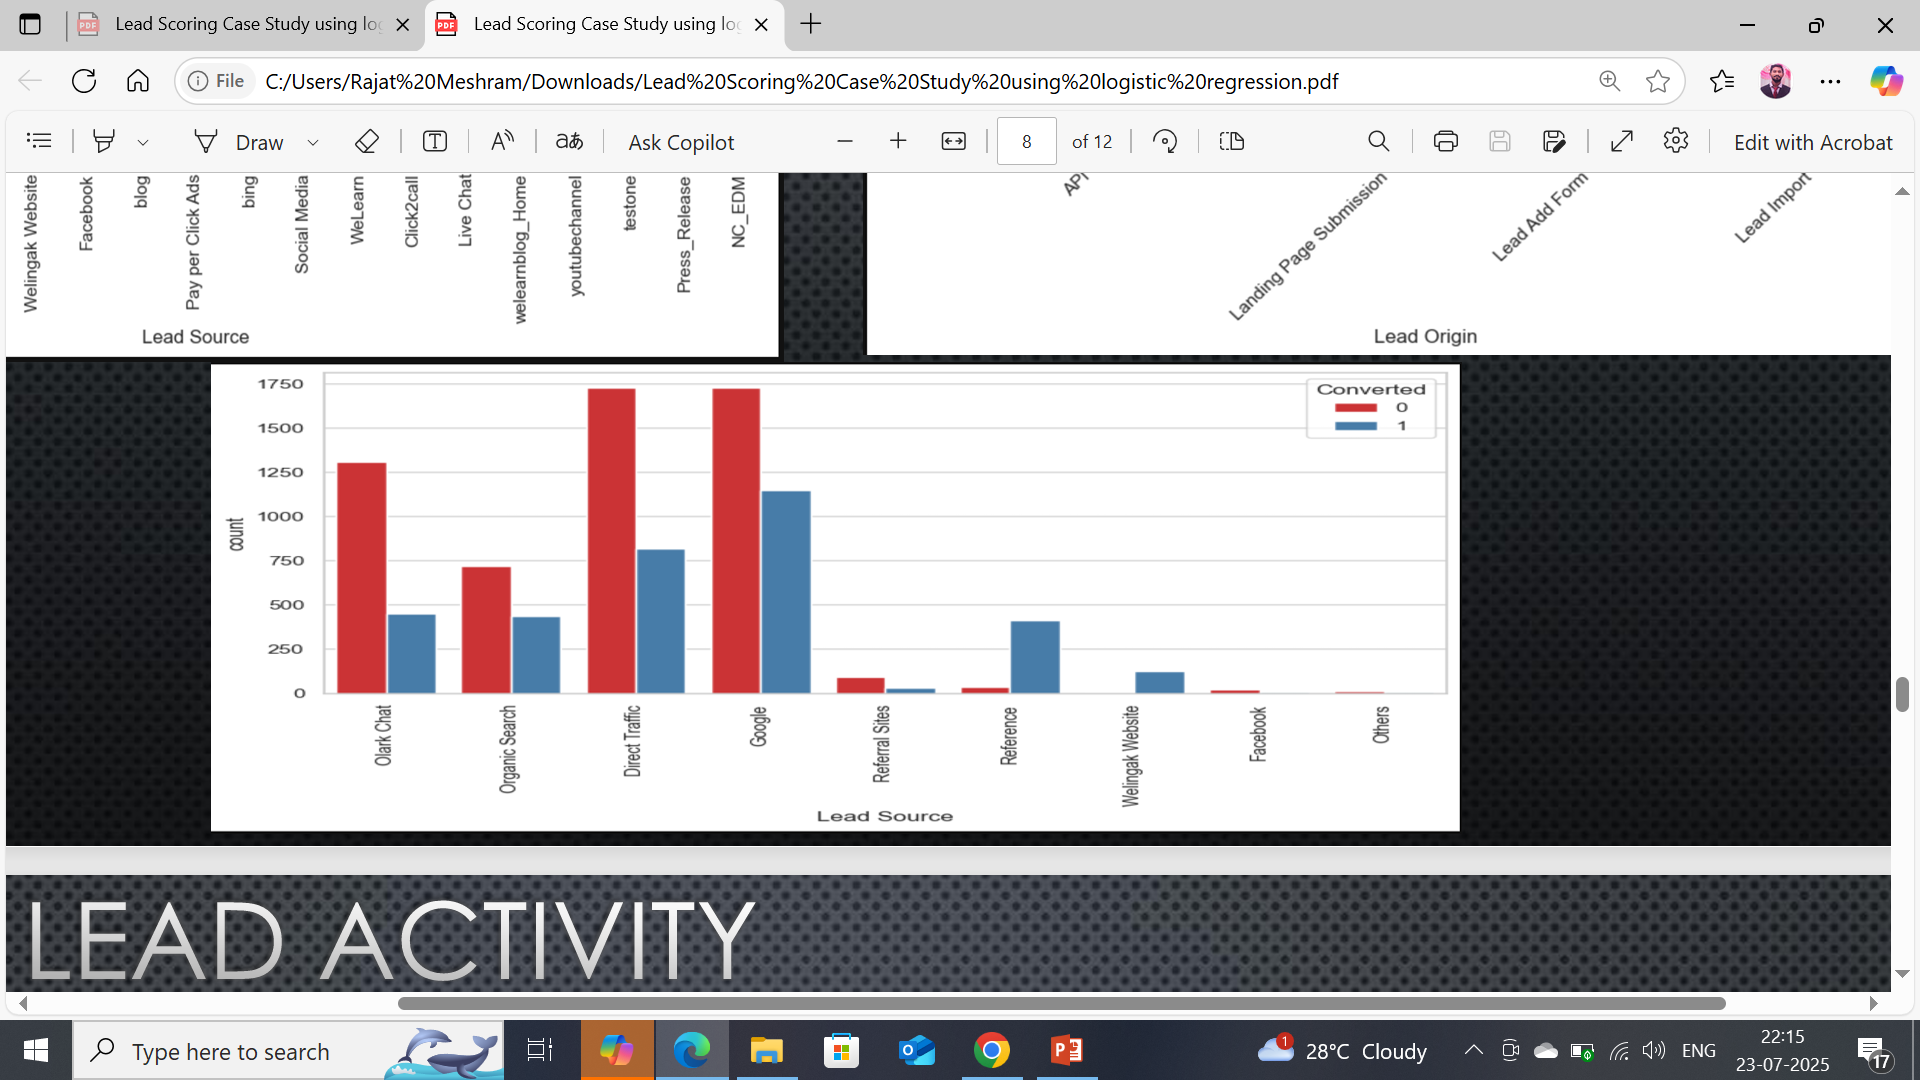 Lead Scoring Case Study using lo
Lead Scoring Case Study using lo
File
C:/Users/Rajat%20Meshram/Downloads/Lead%20Scoring%20Case%20Study%20using%20logistic%20regression.pdf
Draw
Ask Copilot
8
of 12
Edit with Acrobat
Welingak Website
Facebook
blog
Pay per Click Ads
bing
Social Media
WeLearn
Click2call
Live Chat
welearnblog_Home
youtubechannel
testone
Press_Release
NC_EDM
Lead Source
API
Landing Page Submission
Lead Add Form
Lead Import
Lead Origin
1750
1500
1250
1000
750
500
250
0
count
Converted
0
1
Olark Chat
Organic Search
Direct Traffic
Google
Referral Sites
Reference
Welingak Website
Facebook
Others
Lead Source
LEAD ACTIVITY
Type here to search
1
28°C Cloudy
ENG
22:15
23-07-2025
17